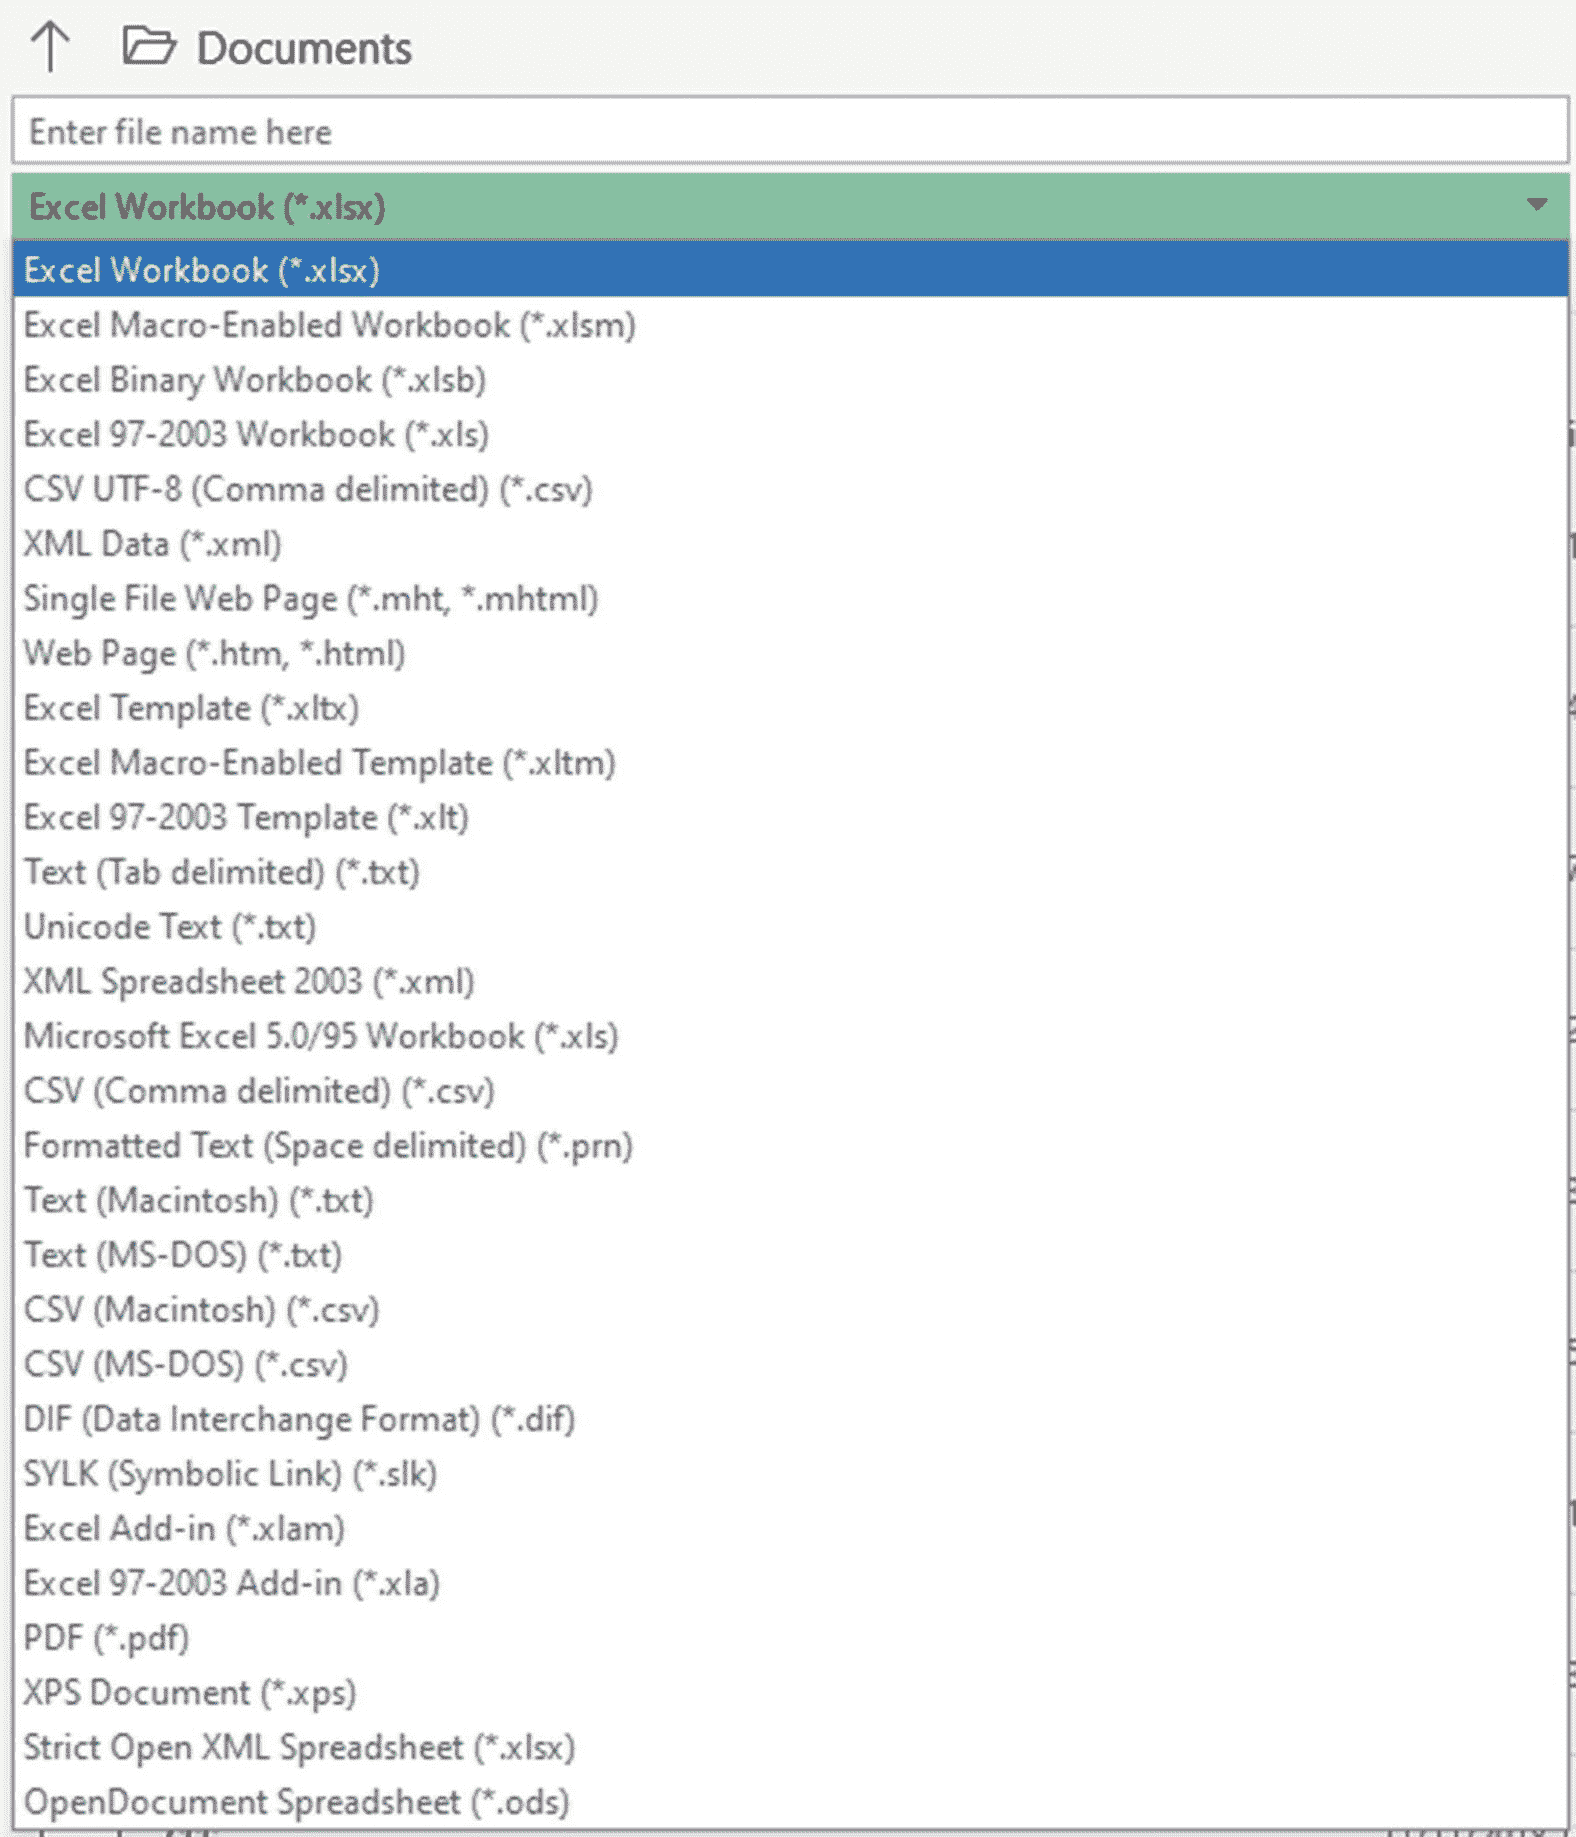 Documents
Enter file name here
Excel Workbook (*.xlsx)
Excel Workbook (*.xlsx)
Excel Macro-Enabled Workbook (*.xlsm)
Excel Binary Workbook (*.xlsb)
Excel 97-2003 Workbook (*.xls)
CSV UTF-8 (Comma delimited) (*.csv)
XML Data (*.xml)
Single File Web Page (*.mht, *.mhtml)
Web Page (*.htm, *.html)
Excel Template (*.xltx)
Excel Macro-Enabled Template (*.xltm)
Excel 97-2003 Template (*.xlt)
Text (Tab delimited) (*.txt)
Unicode Text (*.txt)
XML Spreadsheet 2003 (*.xml)
Microsoft Excel 5.0/95 Workbook (*.xls)
CSV (Comma delimited) (*.csv)
Formatted Text (Space delimited) (*.prn)
Text (Macintosh) (*.txt)
Text (MS-DOS) (*.txt)
CSV (Macintosh) (*.csv)
CSV (MS-DOS) (*.csv)
DIF (Data Interchange Format) (*.dif)
SYLK (Symbolic Link) (*.slk)
Excel Add-in (*.xlam)
Excel 97-2003 Add-in (*.xla)
PDF (*.pdf)
XPS Document (*.xps)
Strict Open XML Spreadsheet (*.xlsx)
OpenDocument Spreadsheet (*.ods)